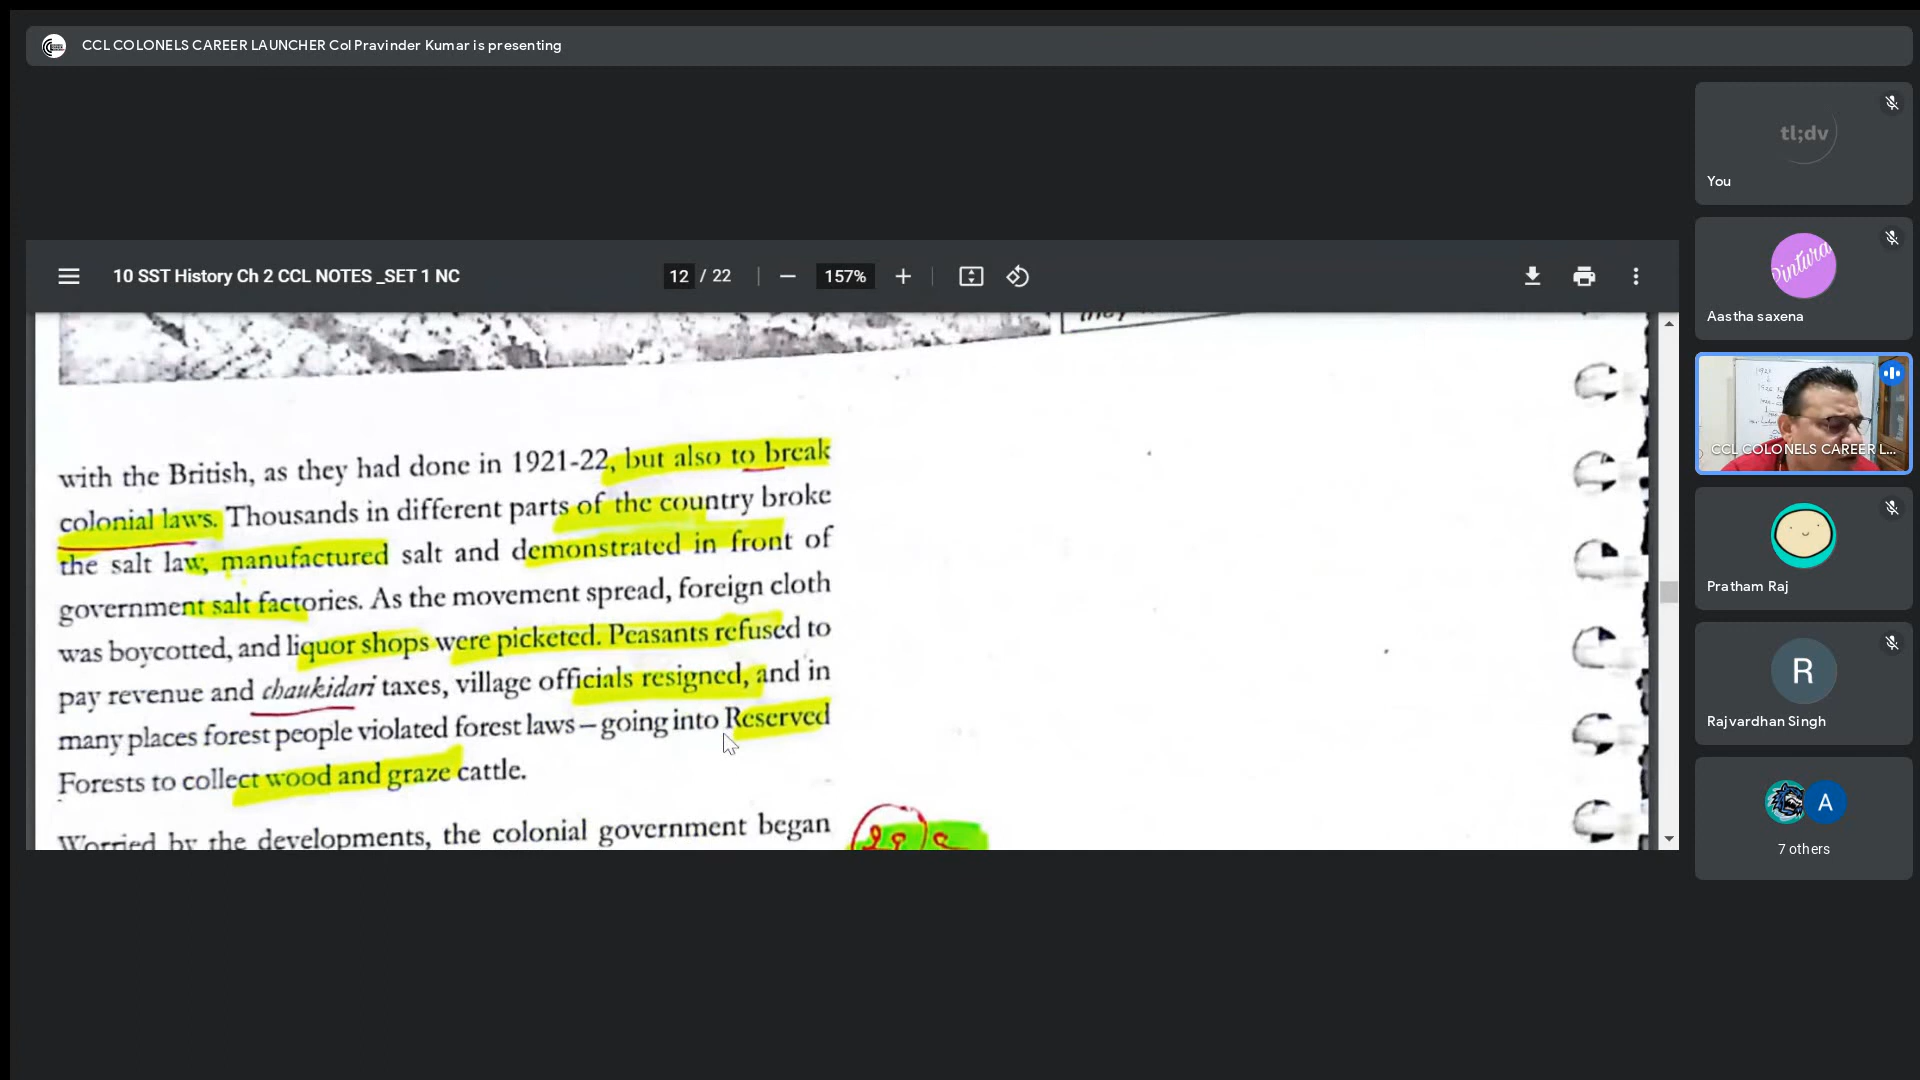 CCL COLONELS CAREER LAUNCHER Col Pravinder Kumar is presenting
10 SST History Ch 2 CCL NOTES _SET 1 NC
12 / 22
157%
they
with the British, as they had done in 1921-22, but also to break
colonial laws. Thousands in different parts of the country broke
the salt law, manufactured salt and demonstrated in front of
government salt factories. As the movement spread, foreign cloth
was boycotted, and liquor shops were picketed. Peasants refused to
pay revenue and chaukidari taxes, village officials resigned, and in
many places forest people violated forest laws – going into Reserved
Forests to collect wood and graze cattle.
Worried by the developments, the colonial government began
tl;dv
You
Pintura
Aastha saxena
CCL COLONELS CAREER L...
Pratham Raj
R
Rajvardhan Singh
A
7 others